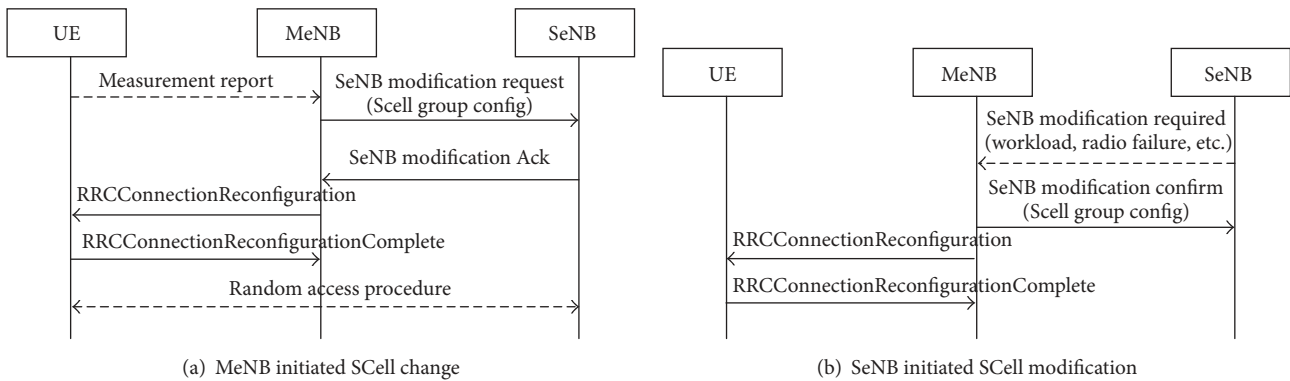 UE
MeNB
SeNB
Measurement report
SeNB modification request
(Scell group config)
SeNB modification Ack
RRCConnectionReconfiguration
RRCConnectionReconfigurationComplete
Random access procedure
(a) MeNB initiated SCell change
UE
MeNB
SeNB
SeNB modification required
(workload, radio failure, etc.)
SeNB modification confirm
(Scell group config)
RRCConnectionReconfiguration
RRCConnectionReconfigurationComplete
(b) SeNB initiated SCell modification